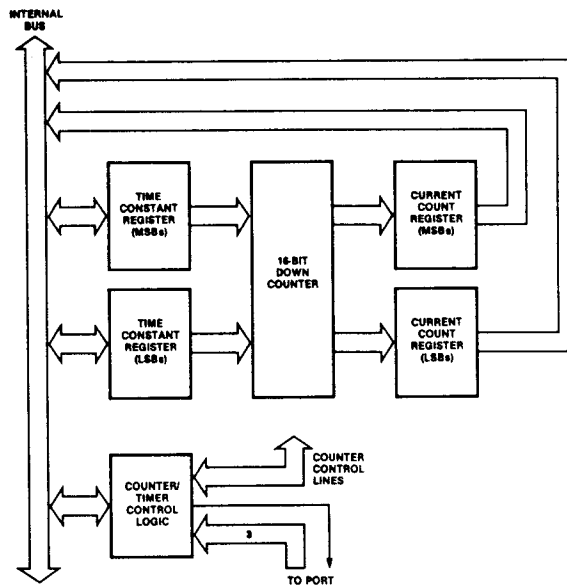 INTERNAL
BUS
TIME
CONSTANT
REGISTER
(MSBs)
16-BIT
DOWN
COUNTER
CURRENT
COUNT
REGISTER
(MSBs)
TIME
CONSTANT
REGISTER
(LSBs)
CURRENT
COUNT
REGISTER
(LSBs)
COUNTER/
TIMER
CONTROL
LOGIC
COUNTER
CONTROL
LINES
3
TO PORT